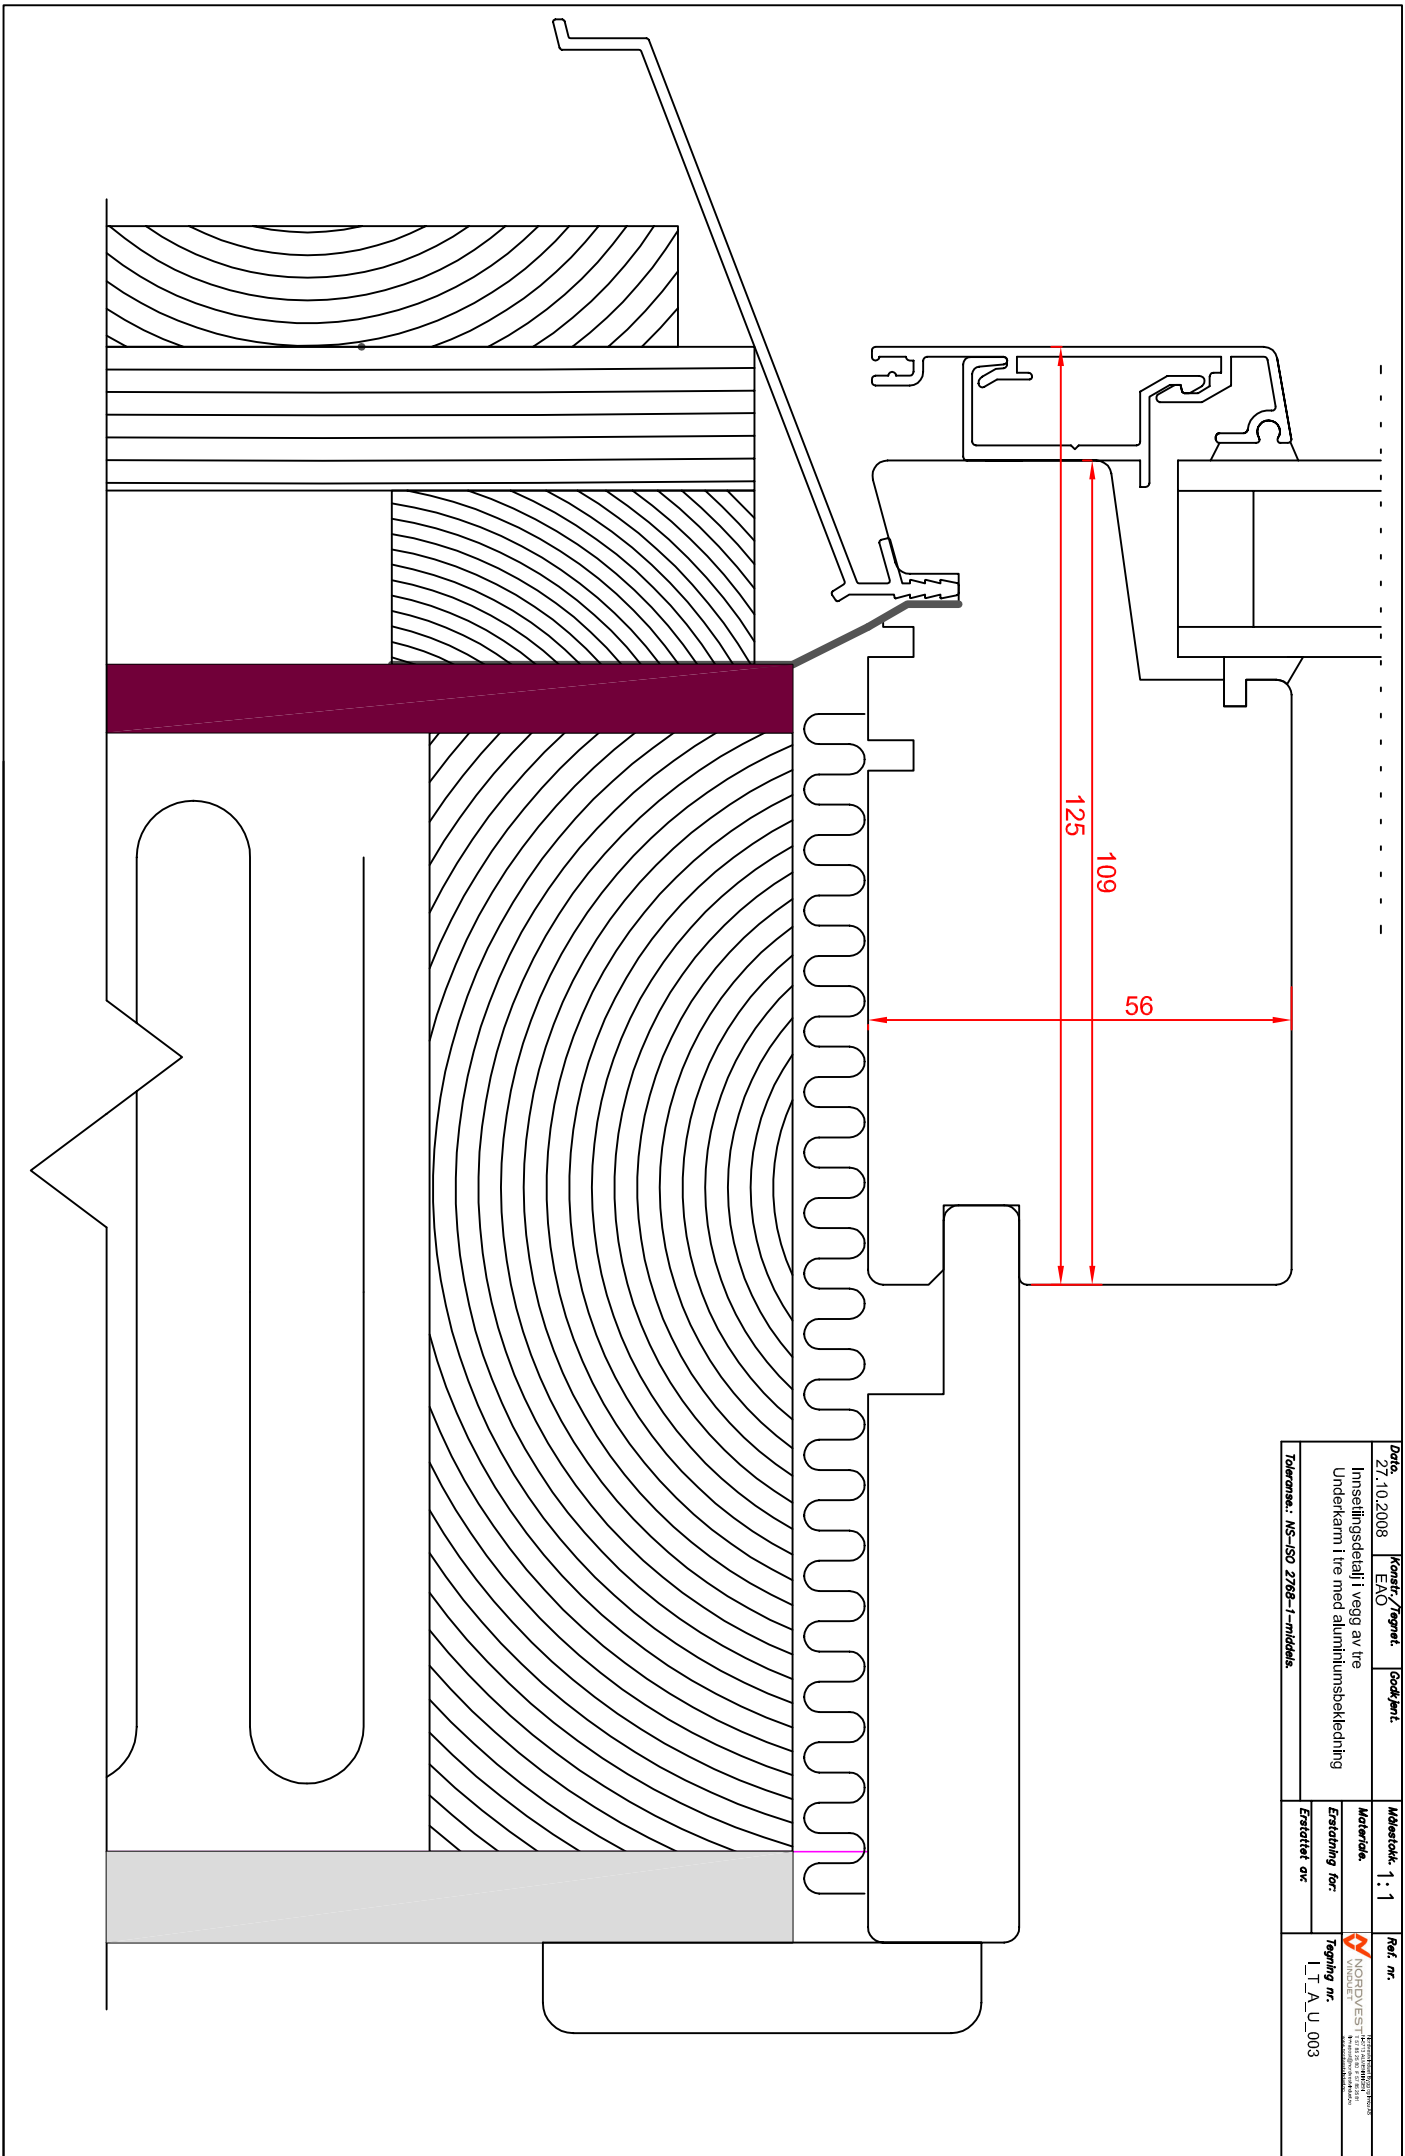 125
109
56
Dato.
27.10.2008
Konstr./Tegnet.
EAO
Godkjent.
Innsettingsdetalj i vegg av tre
Underkarm i tre med aluminiumsbekledning
Toleranse.: NS-ISO 2768-1-middels.
Målestokk.
1:1
Materiale.
Erstatning for:
Erstattet av:
Ref. nr.
NORDVEST
VINDUET
Tegning nr.
I_T_A_U_003